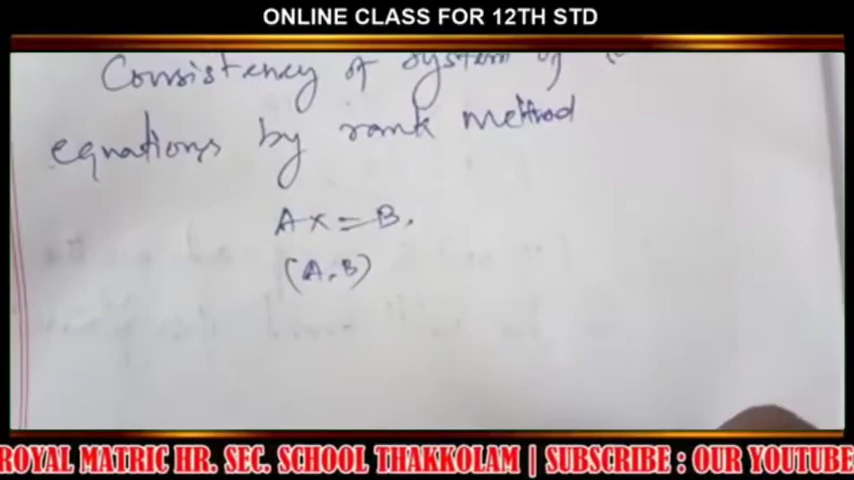 ONLINE CLASS FOR 12TH STD
Consistency of system of
equations by rank method
AX = B.
(A,B)
ROYAL MATRIC HR. SEC. SCHOOL THAKKOLAM | SUBSCRIBE : OUR YOUTUBE